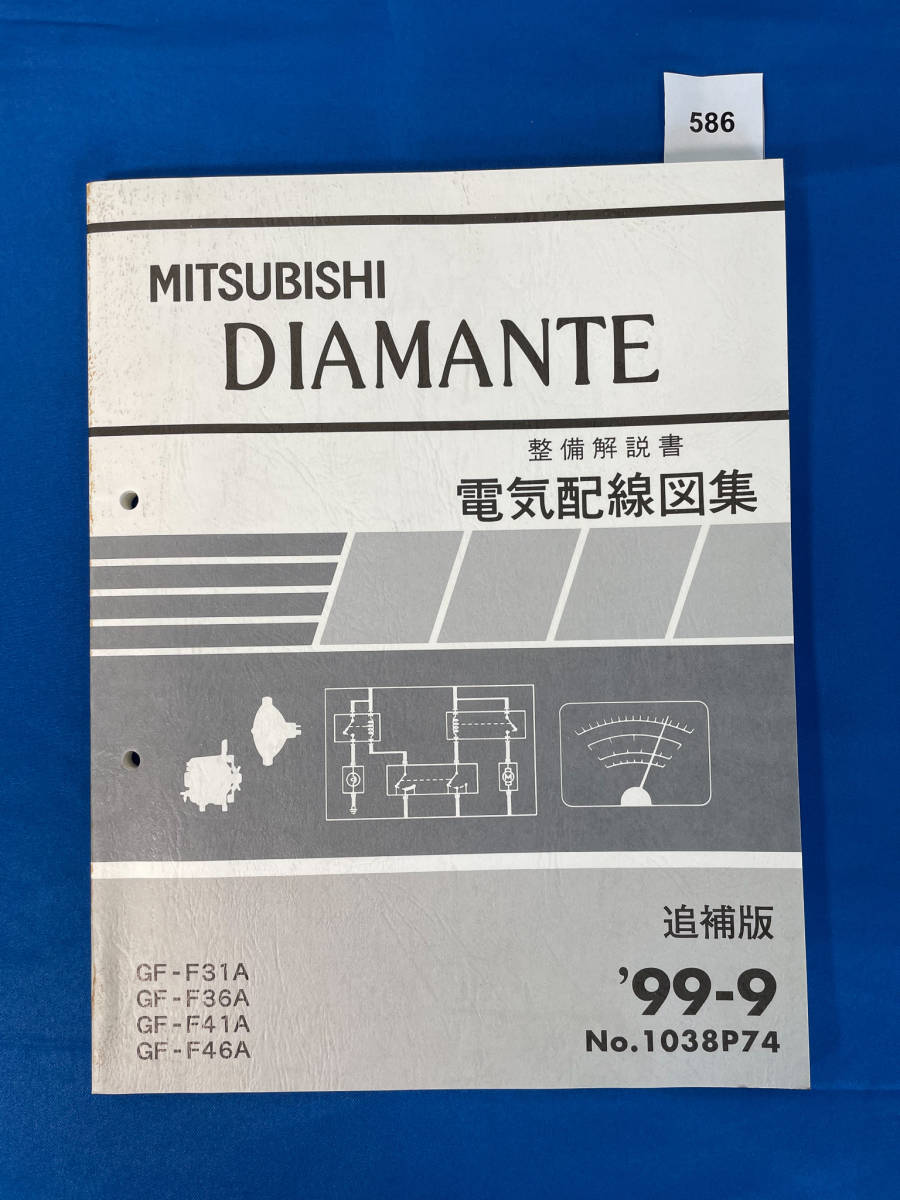 586
MITSUBISHI
DIAMANTE
整備解説書
電気配線図集
M
追補版
'99-9
No.1038P74
GF-F31A
GF-F36A
GF-F41A
GF-F46A